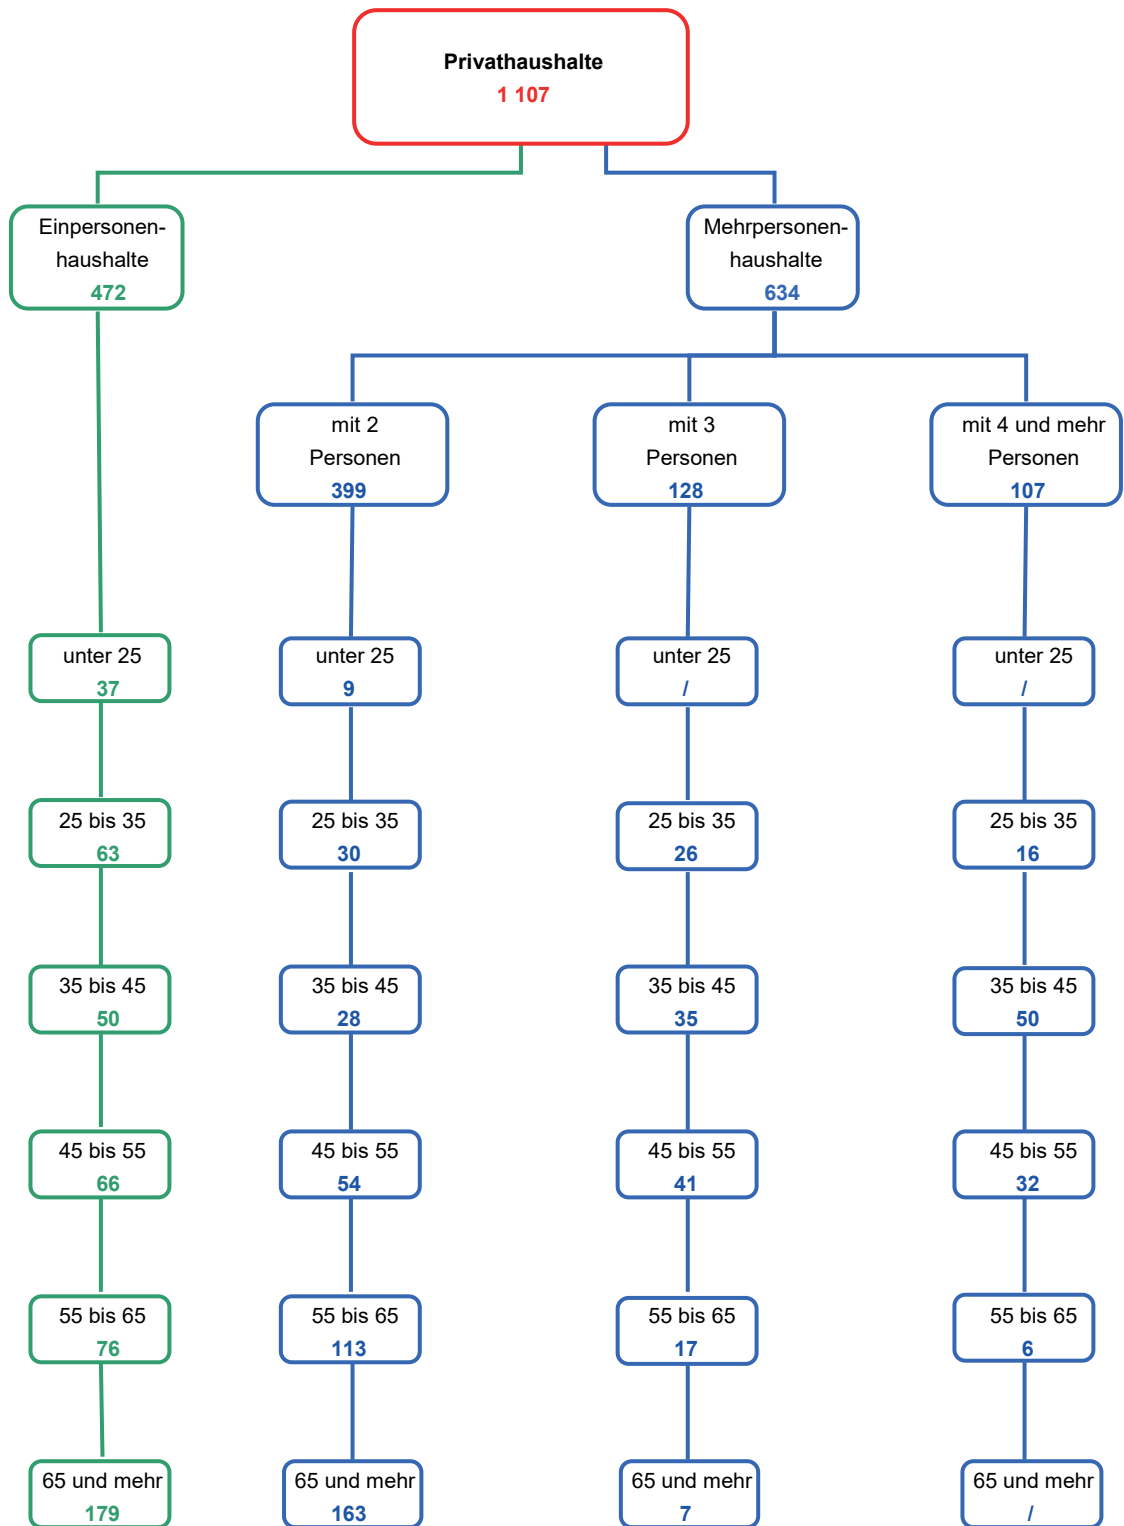 Privathaushalte
1 107
Einpersonen-
haushalte
472
Mehrpersonen-
haushalte
634
mit 2
Personen
399
mit 3
Personen
128
mit 4 und mehr
Personen
107
unter 25
37
unter 25
9
unter 25
/
unter 25
/
25 bis 35
63
25 bis 35
30
25 bis 35
26
25 bis 35
16
35 bis 45
50
35 bis 45
28
35 bis 45
35
35 bis 45
50
45 bis 55
66
45 bis 55
54
45 bis 55
41
45 bis 55
32
55 bis 65
76
55 bis 65
113
55 bis 65
17
55 bis 65
6
65 und mehr
179
65 und mehr
163
65 und mehr
7
65 und mehr
/